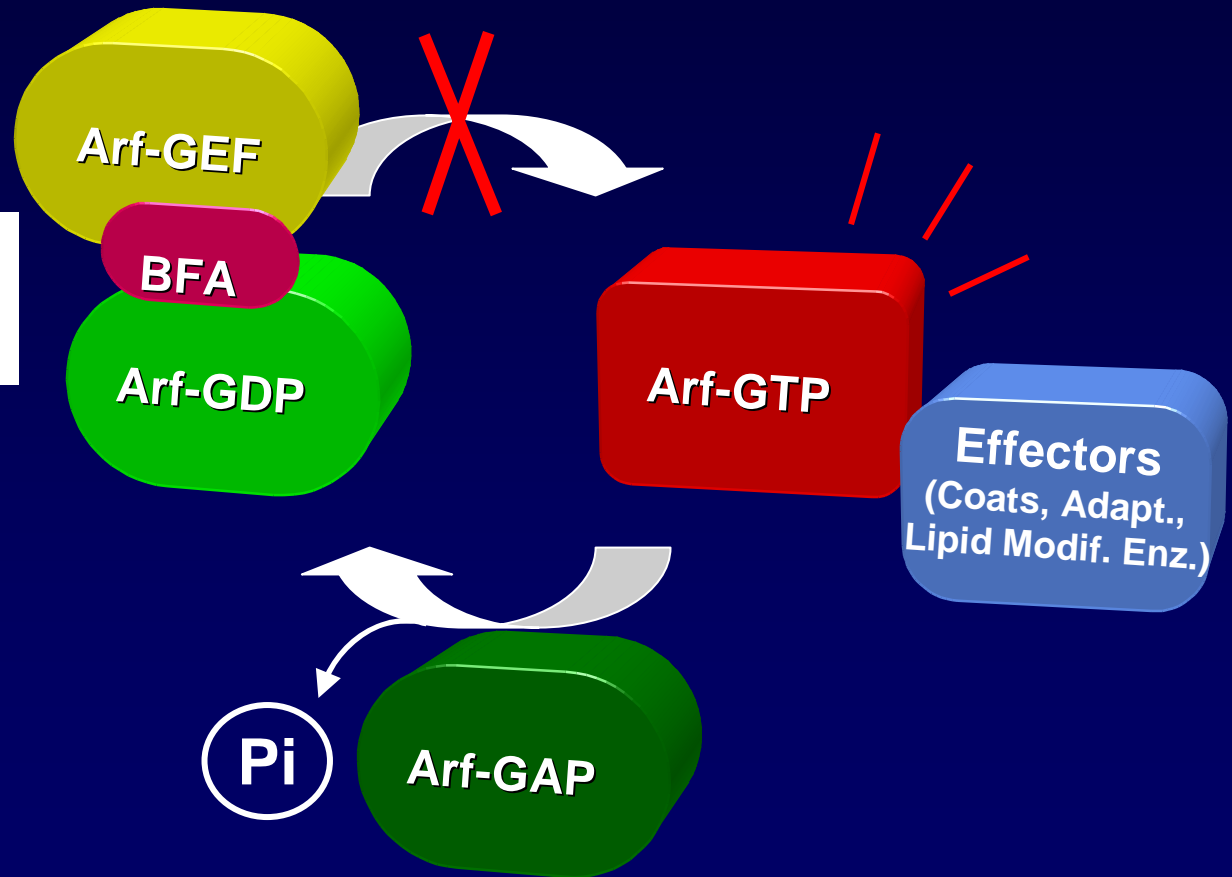 Arf-GEF
BFA
Arf-GDP
Arf-GTP
Effectors
(Coats, Adapt.,
Lipid Modif. Enz.)
Pi
Arf-GAP